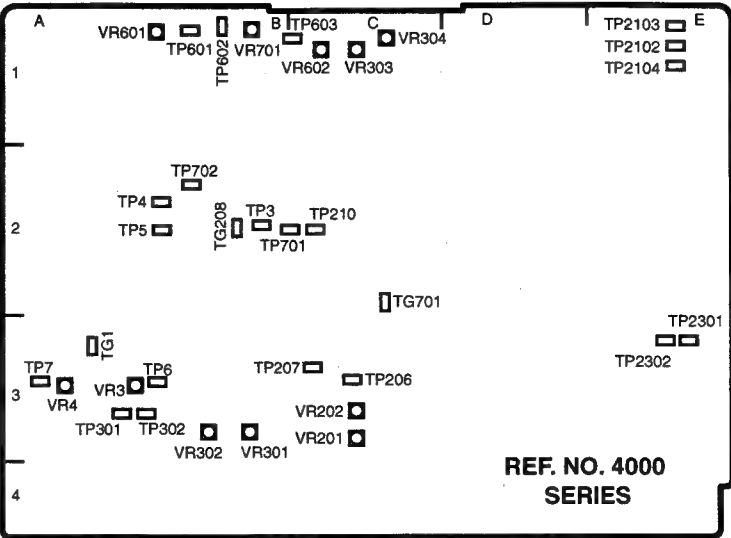 A
B
C
D
E
VR601
TP601
TP602
VR701
TP603
VR602
VR303
VR304
TP2103
TP2102
TP2104
1
TP702
TP4
TP5
TG208
TP3
TP701
TP210
2
TG701
TP2301
TP2302
TG1
TP7
VR4
VR3
TP6
TP207
TP206
3
TP301
TP302
VR302
VR301
VR202
VR201
REF. NO. 4000
SERIES
4